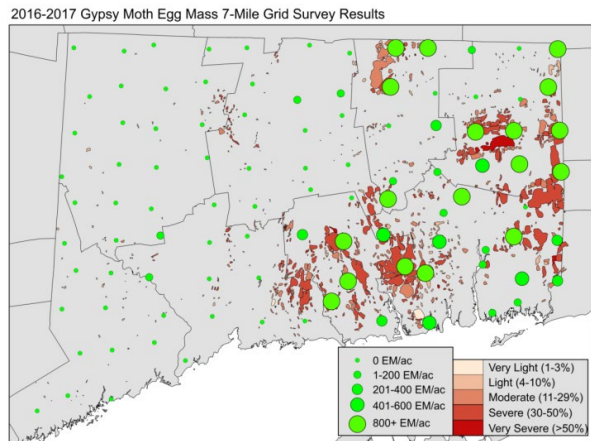 2016-2017 Gypsy Moth Egg Mass 7-Mile Grid Survey Results
0 EM/ac
1-200 EM/ac
201-400 EM/ac
401-600 EM/ac
800+ EM/ac
Very Light (1-3%)
Light (4-10%)
Moderate (11-29%)
Severe (30-50%)
Very Severe (>50%)